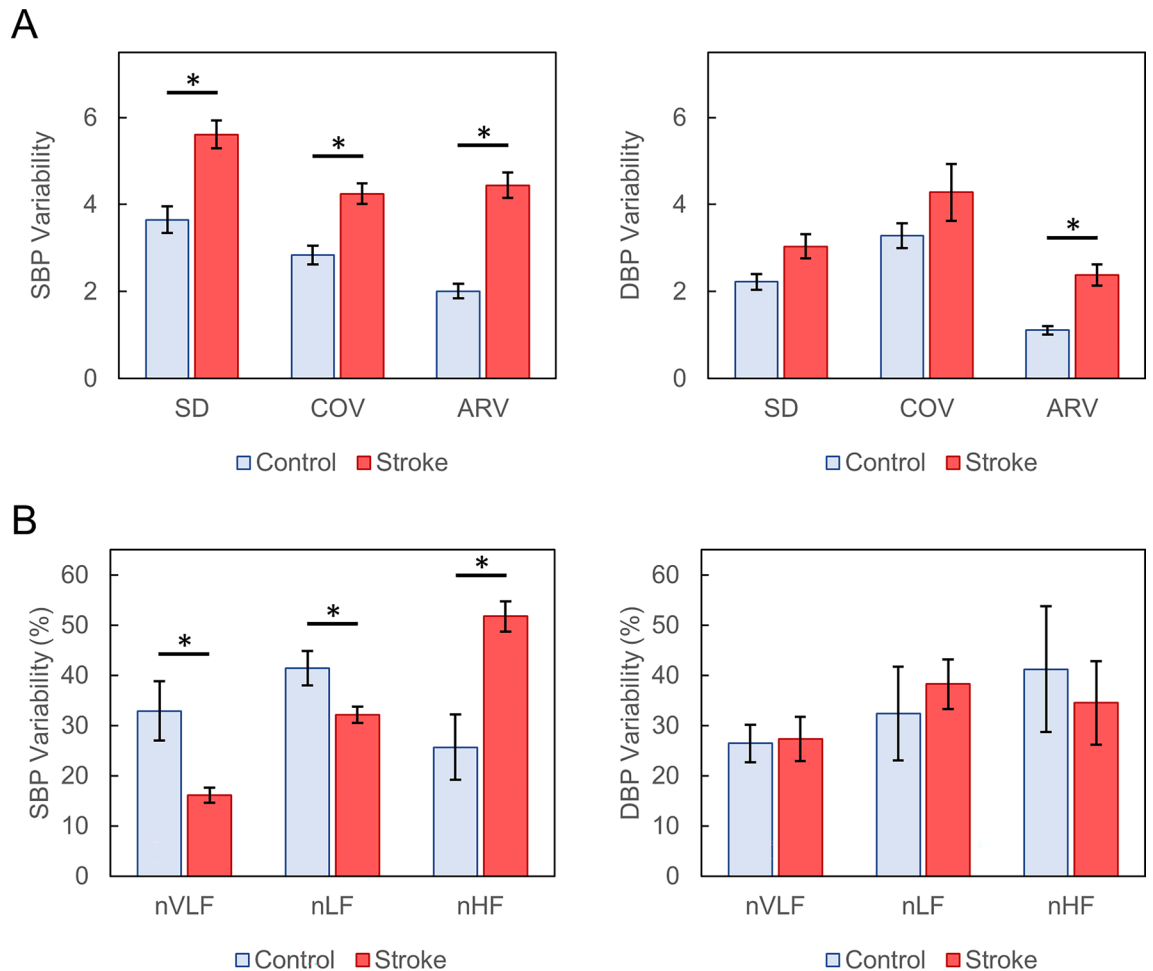 A
SBP Variability
6
4
2
0
*
*
*
SD COV ARV
Control Stroke
DBP Variability
6
4
2
0
*
SD COV ARV
Control Stroke
B
SBP Variability (%)
60
50
40
30
20
10
0
*
*
*
nVLF nLF nHF
Control Stroke
DBP Variability (%)
60
50
40
30
20
10
0
nVLF nLF nHF
Control Stroke